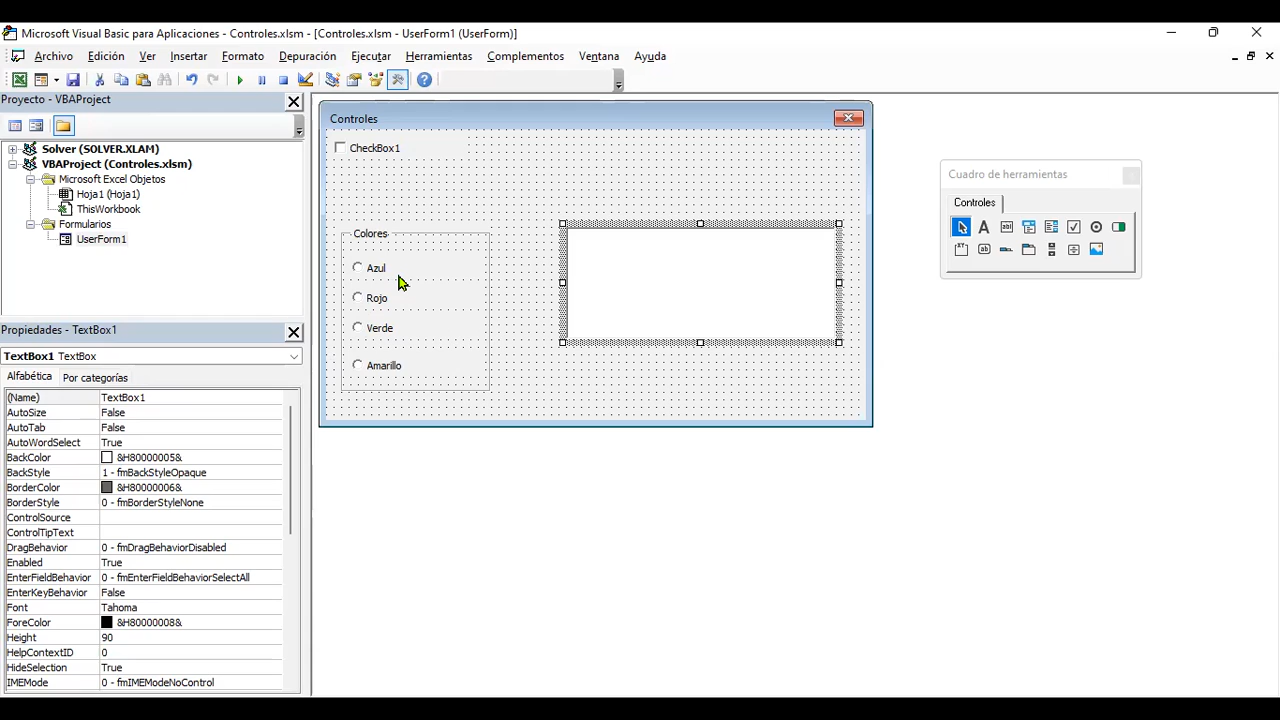 Microsoft Visual Basic para Aplicaciones - Controles.xlsm - [Controles.xlsm - UserForm1 (UserForm)]
Archivo Edición Ver Insertar Formato Depuración Ejecutar Herramientas Complementos Ventana Ayuda
Proyecto - VBAProject
Solver (SOLVER.XLAM)
VBAProject (Controles.xlsm)
Microsoft Excel Objetos
Hoja1 (Hoja1)
ThisWorkbook
Formularios
UserForm1
Propiedades - TextBox1
TextBox1 TextBox
Alfabética Por categorías
(Name) TextBox1
AutoSize False
AutoTab False
AutoWordSelect True
BackColor &H80000005&
BackStyle 1 - fmBackStyleOpaque
BorderColor &H80000006&
BorderStyle 0 - fmBorderStyleNone
ControlSource
ControlTipText
DragBehavior 0 - fmDragBehaviorDisabled
Enabled True
EnterFieldBehavior 0 - fmEnterFieldBehaviorSelectAll
EnterKeyBehavior False
Font Tahoma
ForeColor &H80000008&
Height 90
HelpContextID 0
HideSelection True
IMEMode 0 - fmIMEModeNoControl
Controles
CheckBox1
Colores
Azul
Rojo
Verde
Amarillo
Cuadro de herramientas
Controles